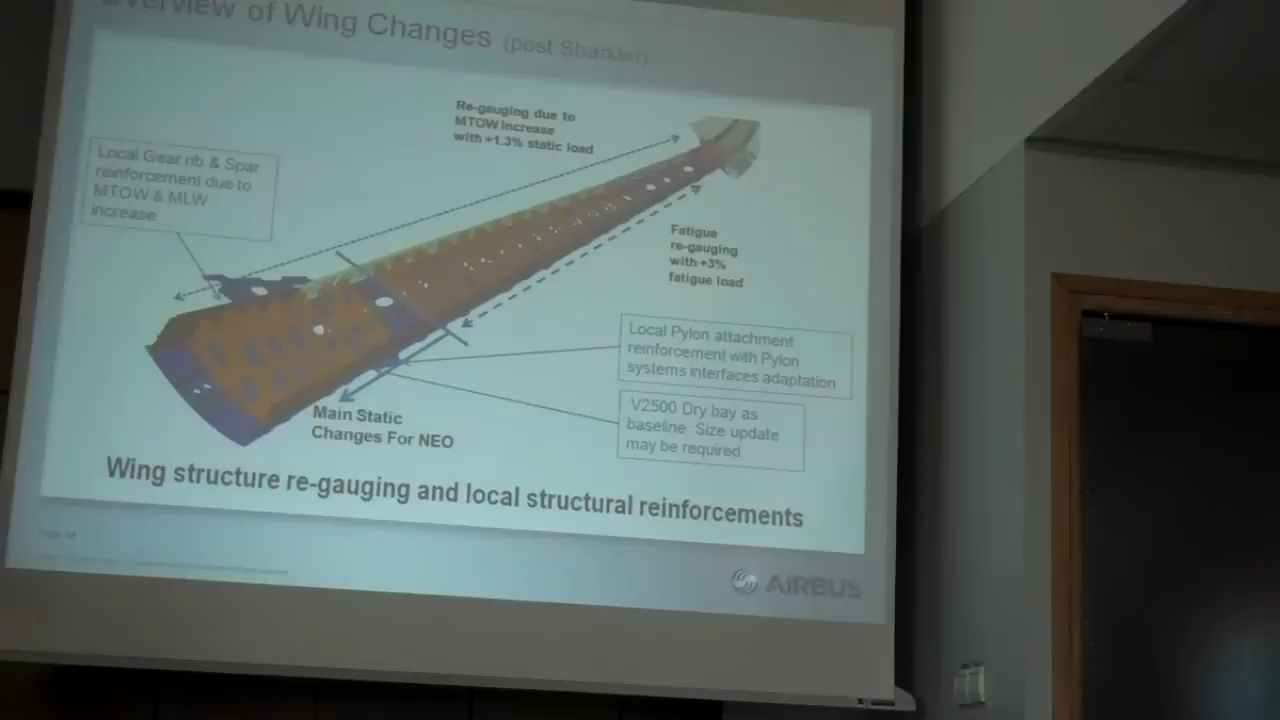 Overview of Wing Changes (post Sharklet)
Re-gauging due to
MTOW Increase
with +1.3% static load
Local Gear rib & Spar
reinforcement due to
MTOW & MLW
increase
Fatigue
re-gauging
with +3%
fatigue load
Local Pylon attachment
reinforcement with Pylon
systems interfaces adaptation
V2500 Dry bay as
baseline Size update
may be required
Main Static
Changes For NEO
Wing structure re-gauging and local structural reinforcements
AIRBUS